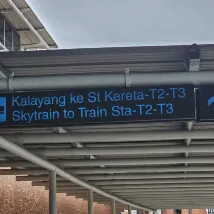 Kalayang ke St Kereta-T2-T3
Skytrain to Train Sta-T2-T3